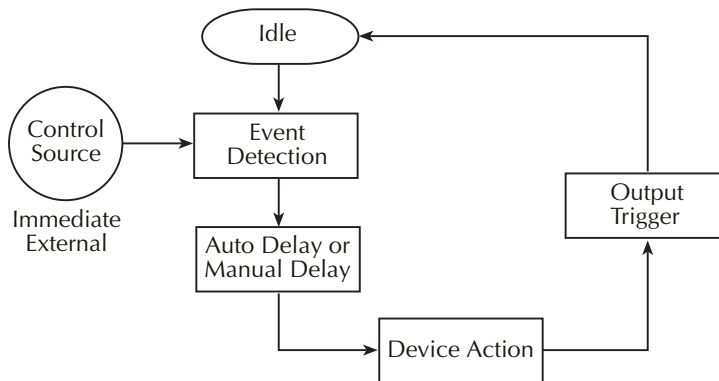 Idle
Control
Source
Immediate
External
Event
Detection
Auto Delay or
Manual Delay
Device Action
Output
Trigger